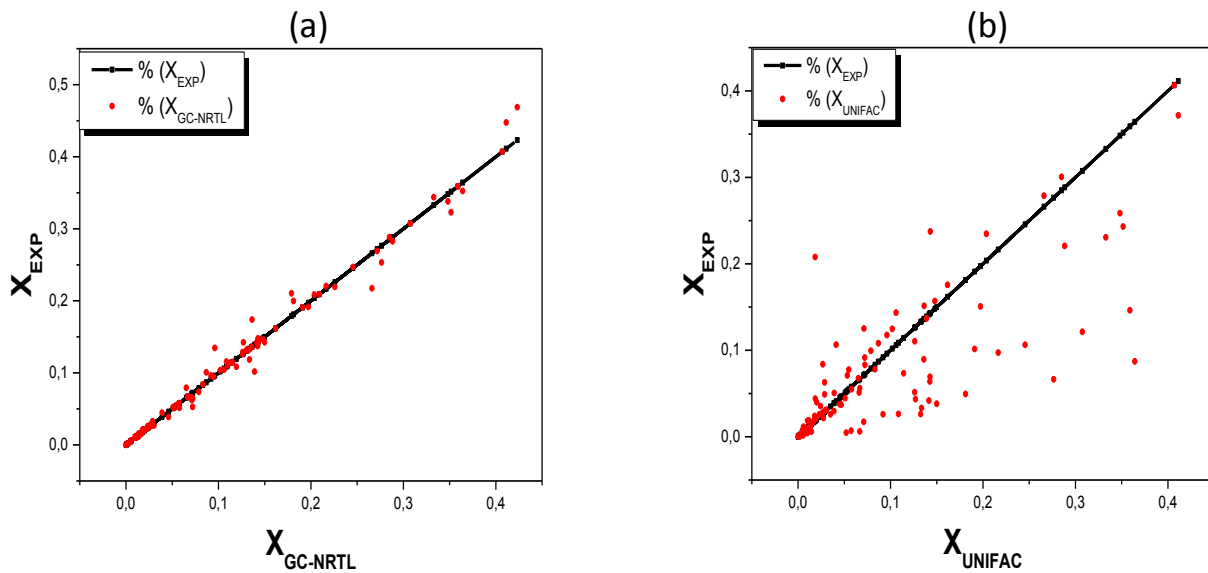 (a)
% (X_EXP)
% (X_GC-NRTL)
0,5
0,4
0,3
0,2
0,1
0,0
X_EXP
0,0 0,1 0,2 0,3 0,4
X_GC-NRTL
(b)
% (X_EXP)
% (X_UNIFAC)
0,4
0,3
0,2
0,1
0,0
X_EXP
0,0 0,1 0,2 0,3 0,4
X_UNIFAC